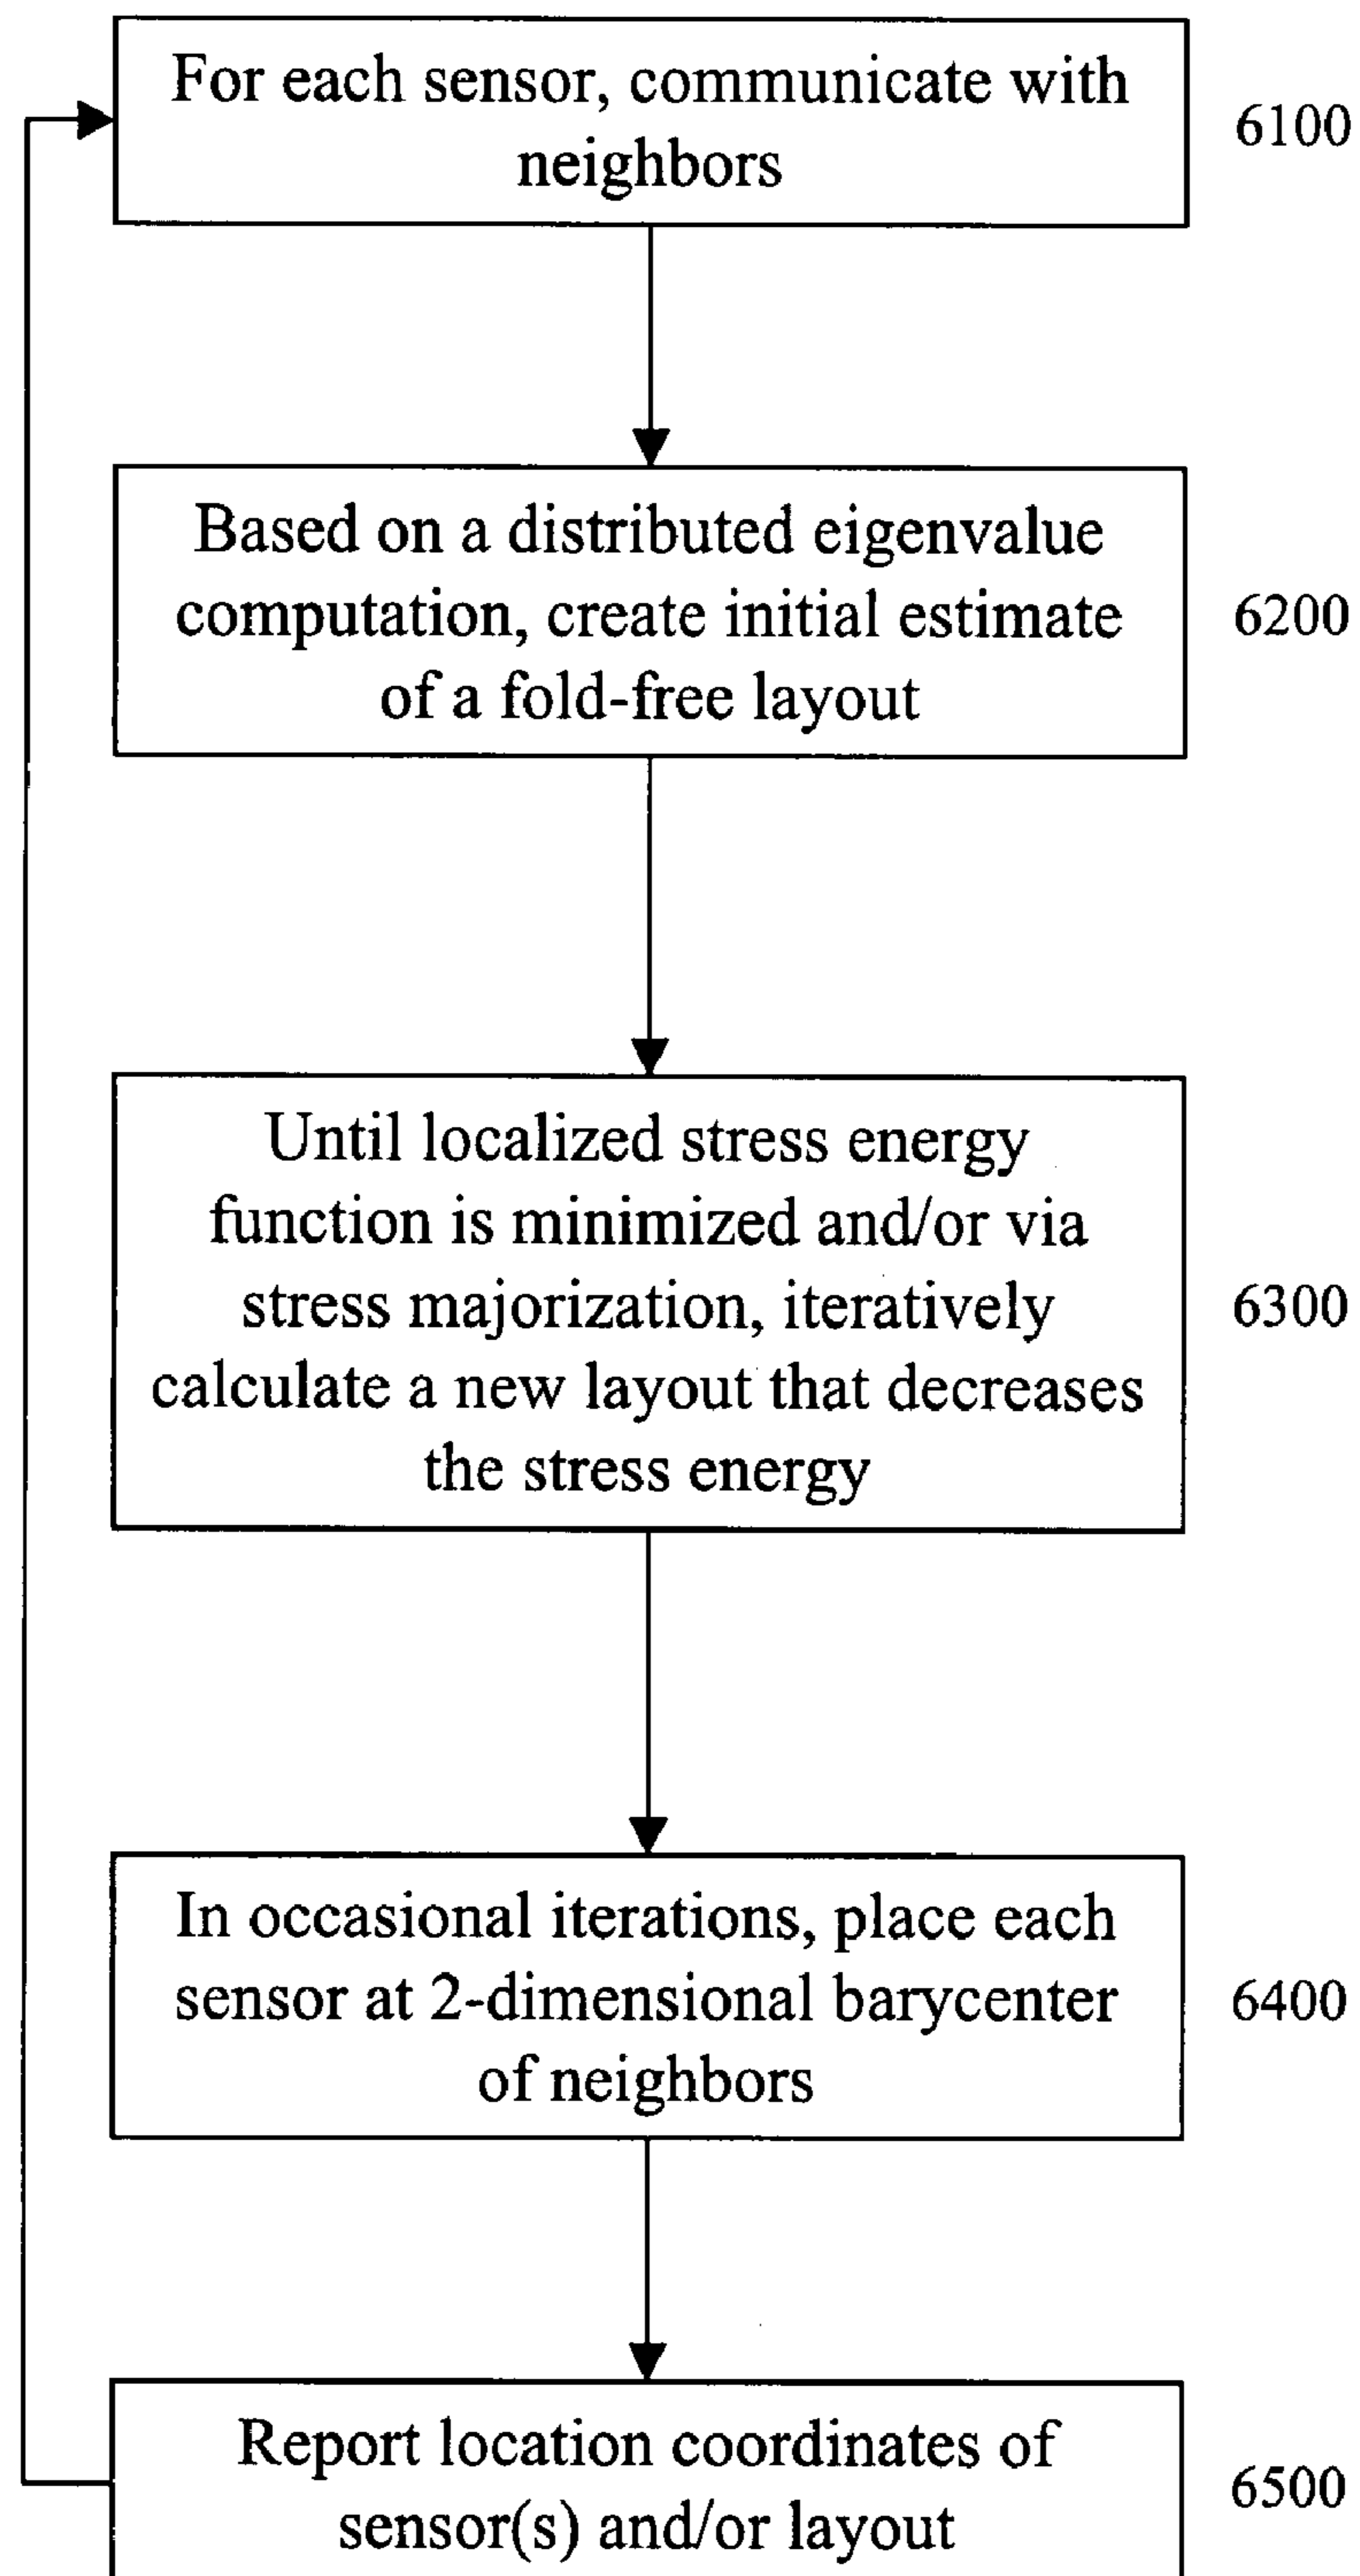 For each sensor, communicate with
neighbors
6100
Based on a distributed eigenvalue
computation, create initial estimate
of a fold-free layout
6200
Until localized stress energy
function is minimized and/or via
stress majorization, iteratively
calculate a new layout that decreases
the stress energy
6300
In occasional iterations, place each
sensor at 2-dimensional barycenter
of neighbors
6400
Report location coordinates of
sensor(s) and/or layout
6500